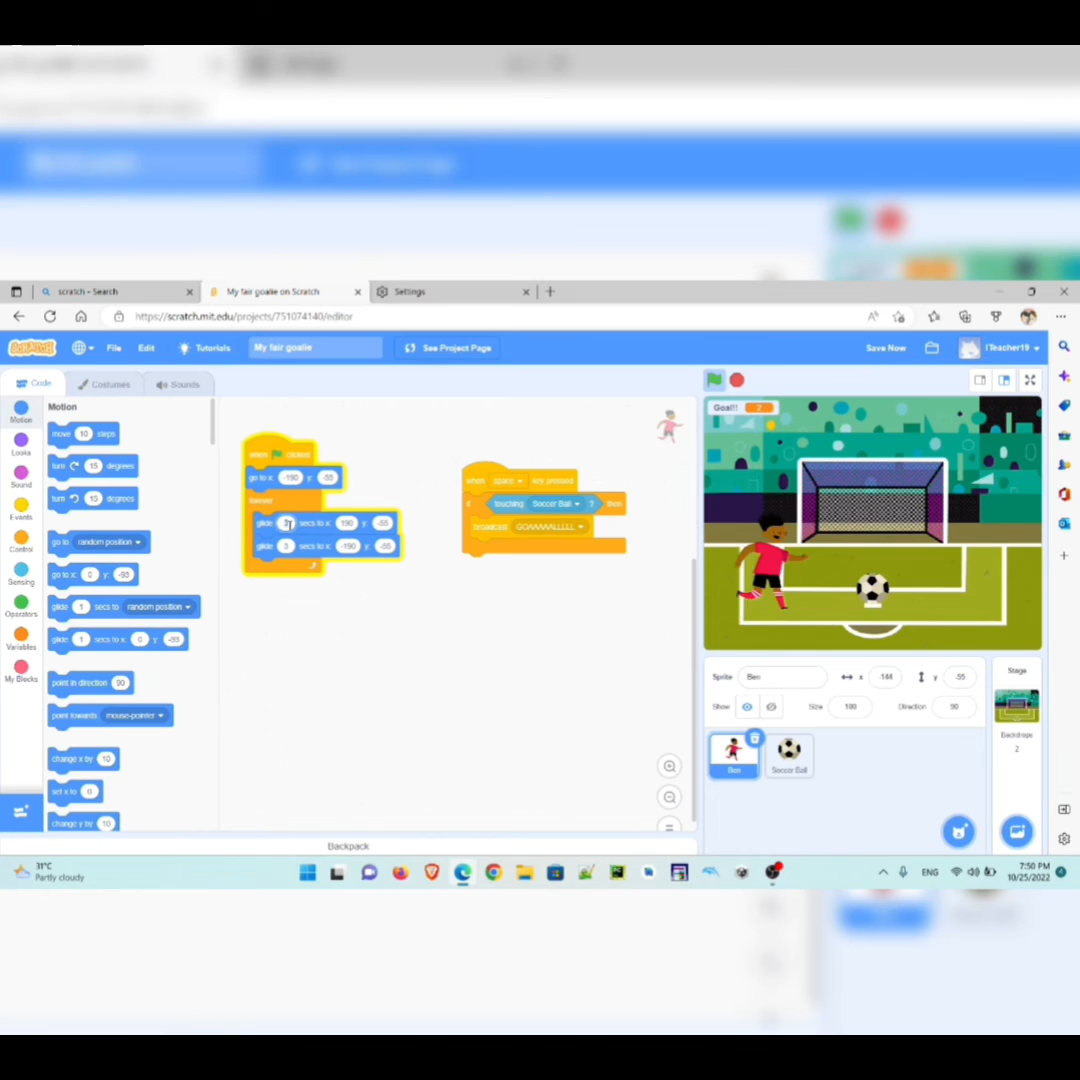 scratch - Search
My fair goalie on Scratch
Settings
https://scratch.mit.edu/projects/751074140/editor
SCRATCH
File
Edit
Tutorials
My fair goalie
See Project Page
Save Now
iTeacher19
Code
Costumes
Sounds
Motion
Looks
Sound
Events
Control
Sensing
Operators
Variables
My Blocks
Motion
move 10 steps
turn 15 degrees
turn 15 degrees
go to random position
go to x: 0 y: -93
glide 1 secs to random position
glide 1 secs to x: 0 y: -93
point in direction 90
point towards mouse-pointer
change x by 10
set x to 0
change y by 10
when clicked
go to x: -190 y: -55
forever
glide secs to x: 190 y: -55
glide 3 secs to x: -190 y: -55
when space key pressed
if touching Soccer Ball ? then
broadcast GOAAAAALLLLL
Goal!! 2
Sprite Ben x -144 y -55
Show Size 100 Direction 90
Ben
Soccer Ball
Stage
Backdrops
2
Backpack
31°C
Partly cloudy
ENG
7:50 PM
10/25/2022